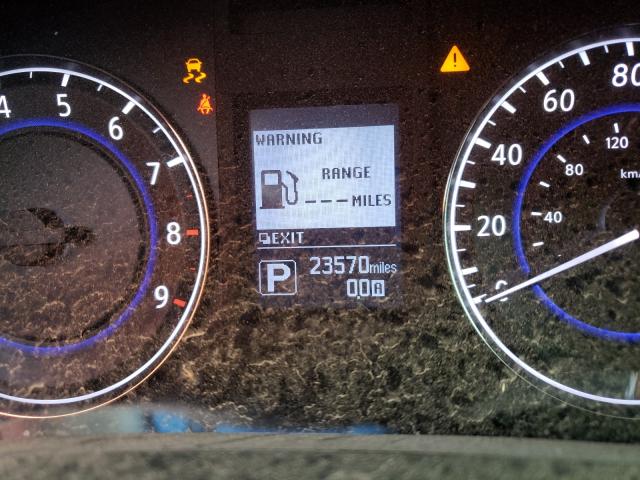 4 5 6 7 8 9
WARNING
RANGE
--- MILES
EXIT
P 23570 miles
0.0 A
0 20 40 60 80
40 80 120
km/